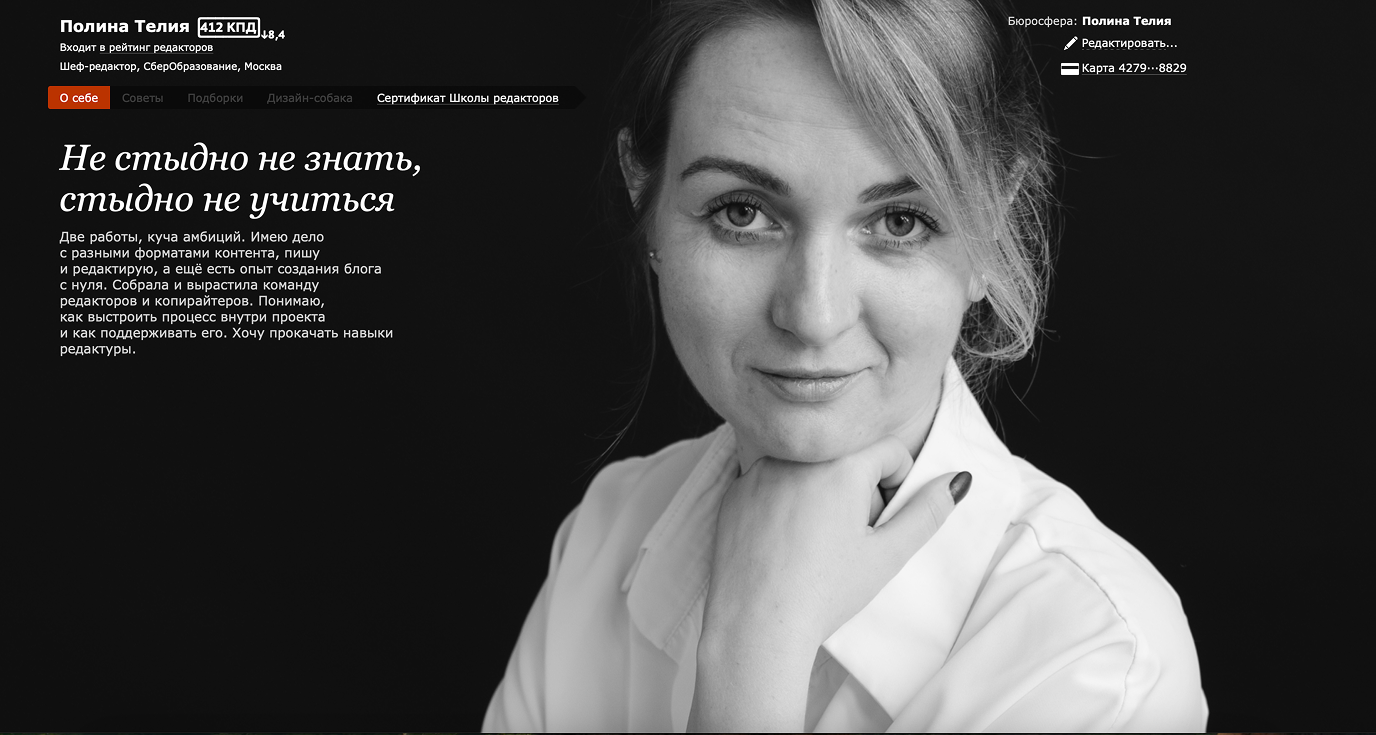 Полина Телия 412 КПД ↓8,4
Входит в рейтинг редакторов
Шеф-редактор, СберОбразование, Москва
Бюросфера: Полина Телия
Редактировать...
Карта 4279···8829
О себе Советы Подборки Дизайн-собака Сертификат Школы редакторов
Не стыдно не знать,
стыдно не учиться
Две работы, куча амбиций. Имею дело
с разными форматами контента, пишу
и редактирую, а ещё есть опыт создания блога
с нуля. Собрала и вырастила команду
редакторов и копирайтеров. Понимаю,
как выстроить процесс внутри проекта
и как поддерживать его. Хочу прокачать навыки
редактуры.